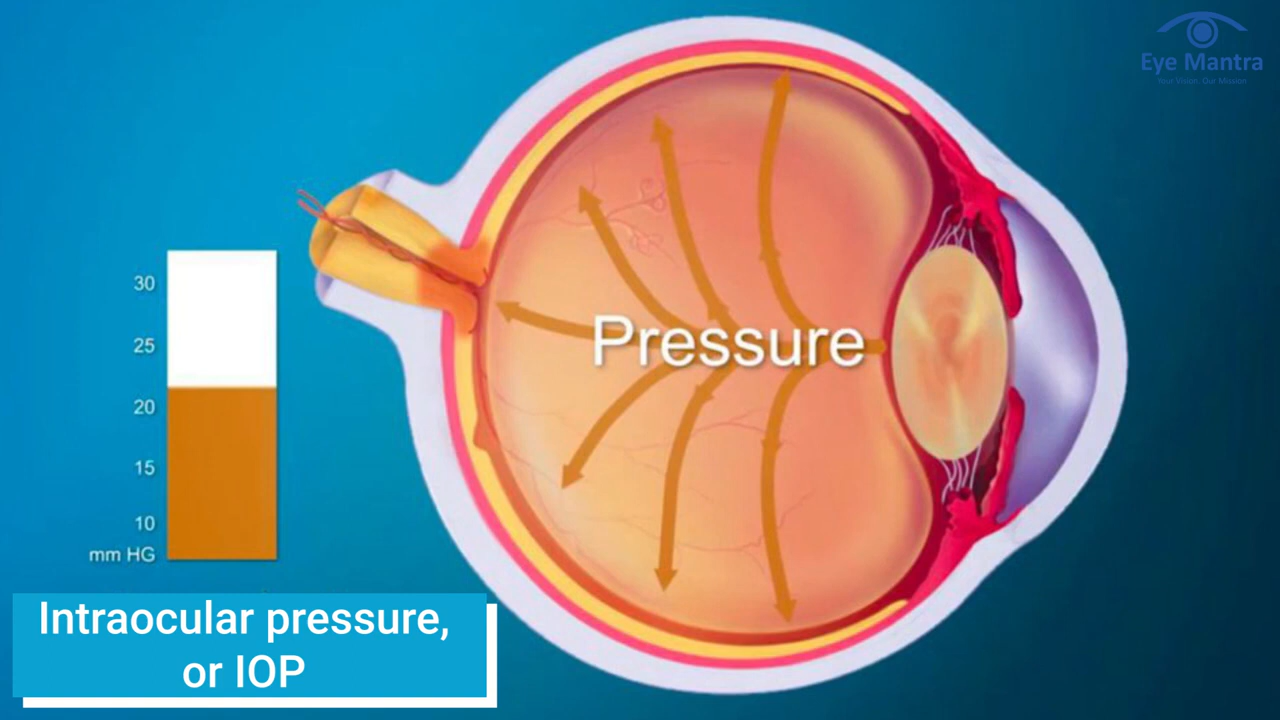 Eye Mantra
Your Vision. Our Mission
30
25
20
15
10
mm HG
Pressure
Intraocular pressure,
or IOP